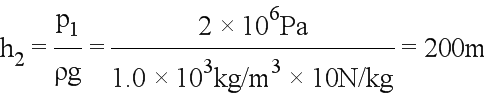 h₂ = p₁/ρg = 2 × 10⁶Pa / 1.0 × 10³kg/m³ × 10N/kg = 200m